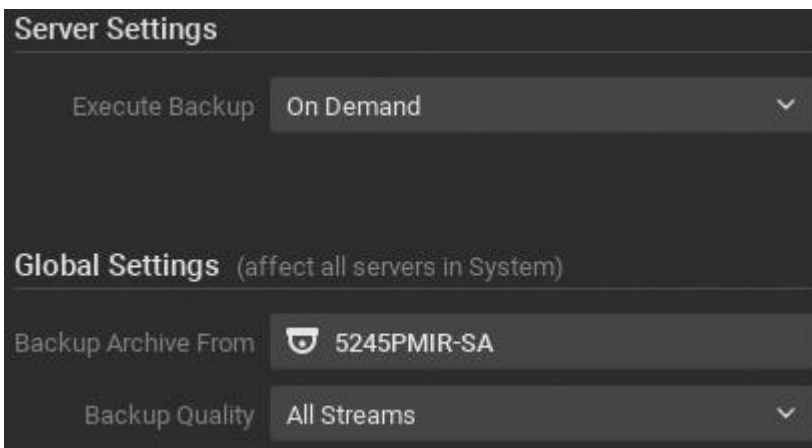 Server Settings
Execute Backup On Demand
Global Settings (affect all servers in System)
Backup Archive From 5245PMIR-SA
Backup Quality All Streams